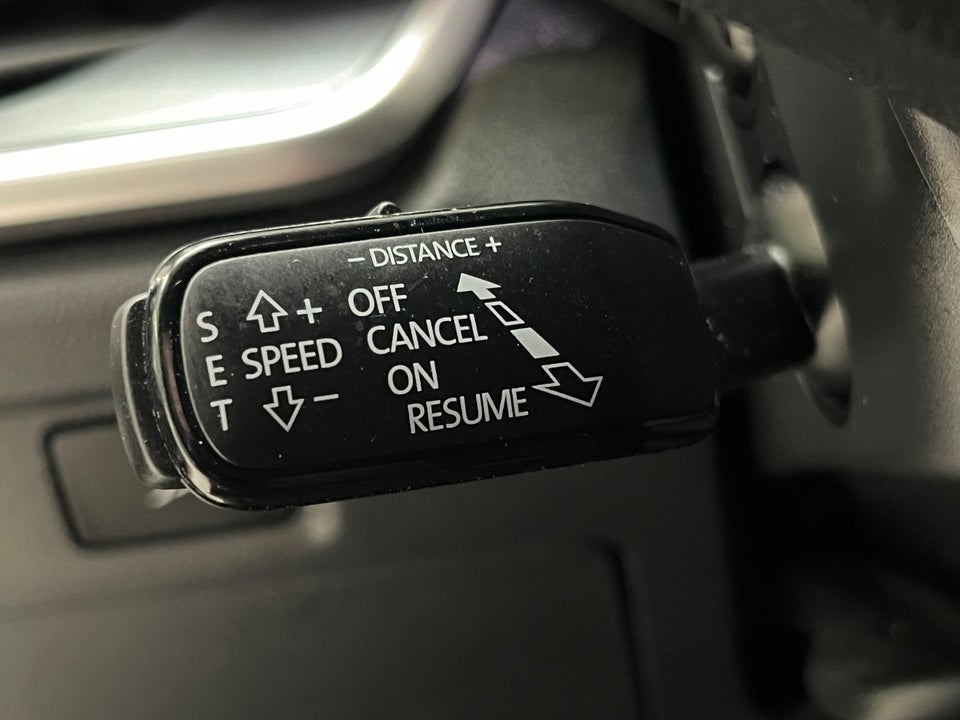 − DISTANCE +
S + OFF
CANCEL
E SPEED
ON
T −
RESUME